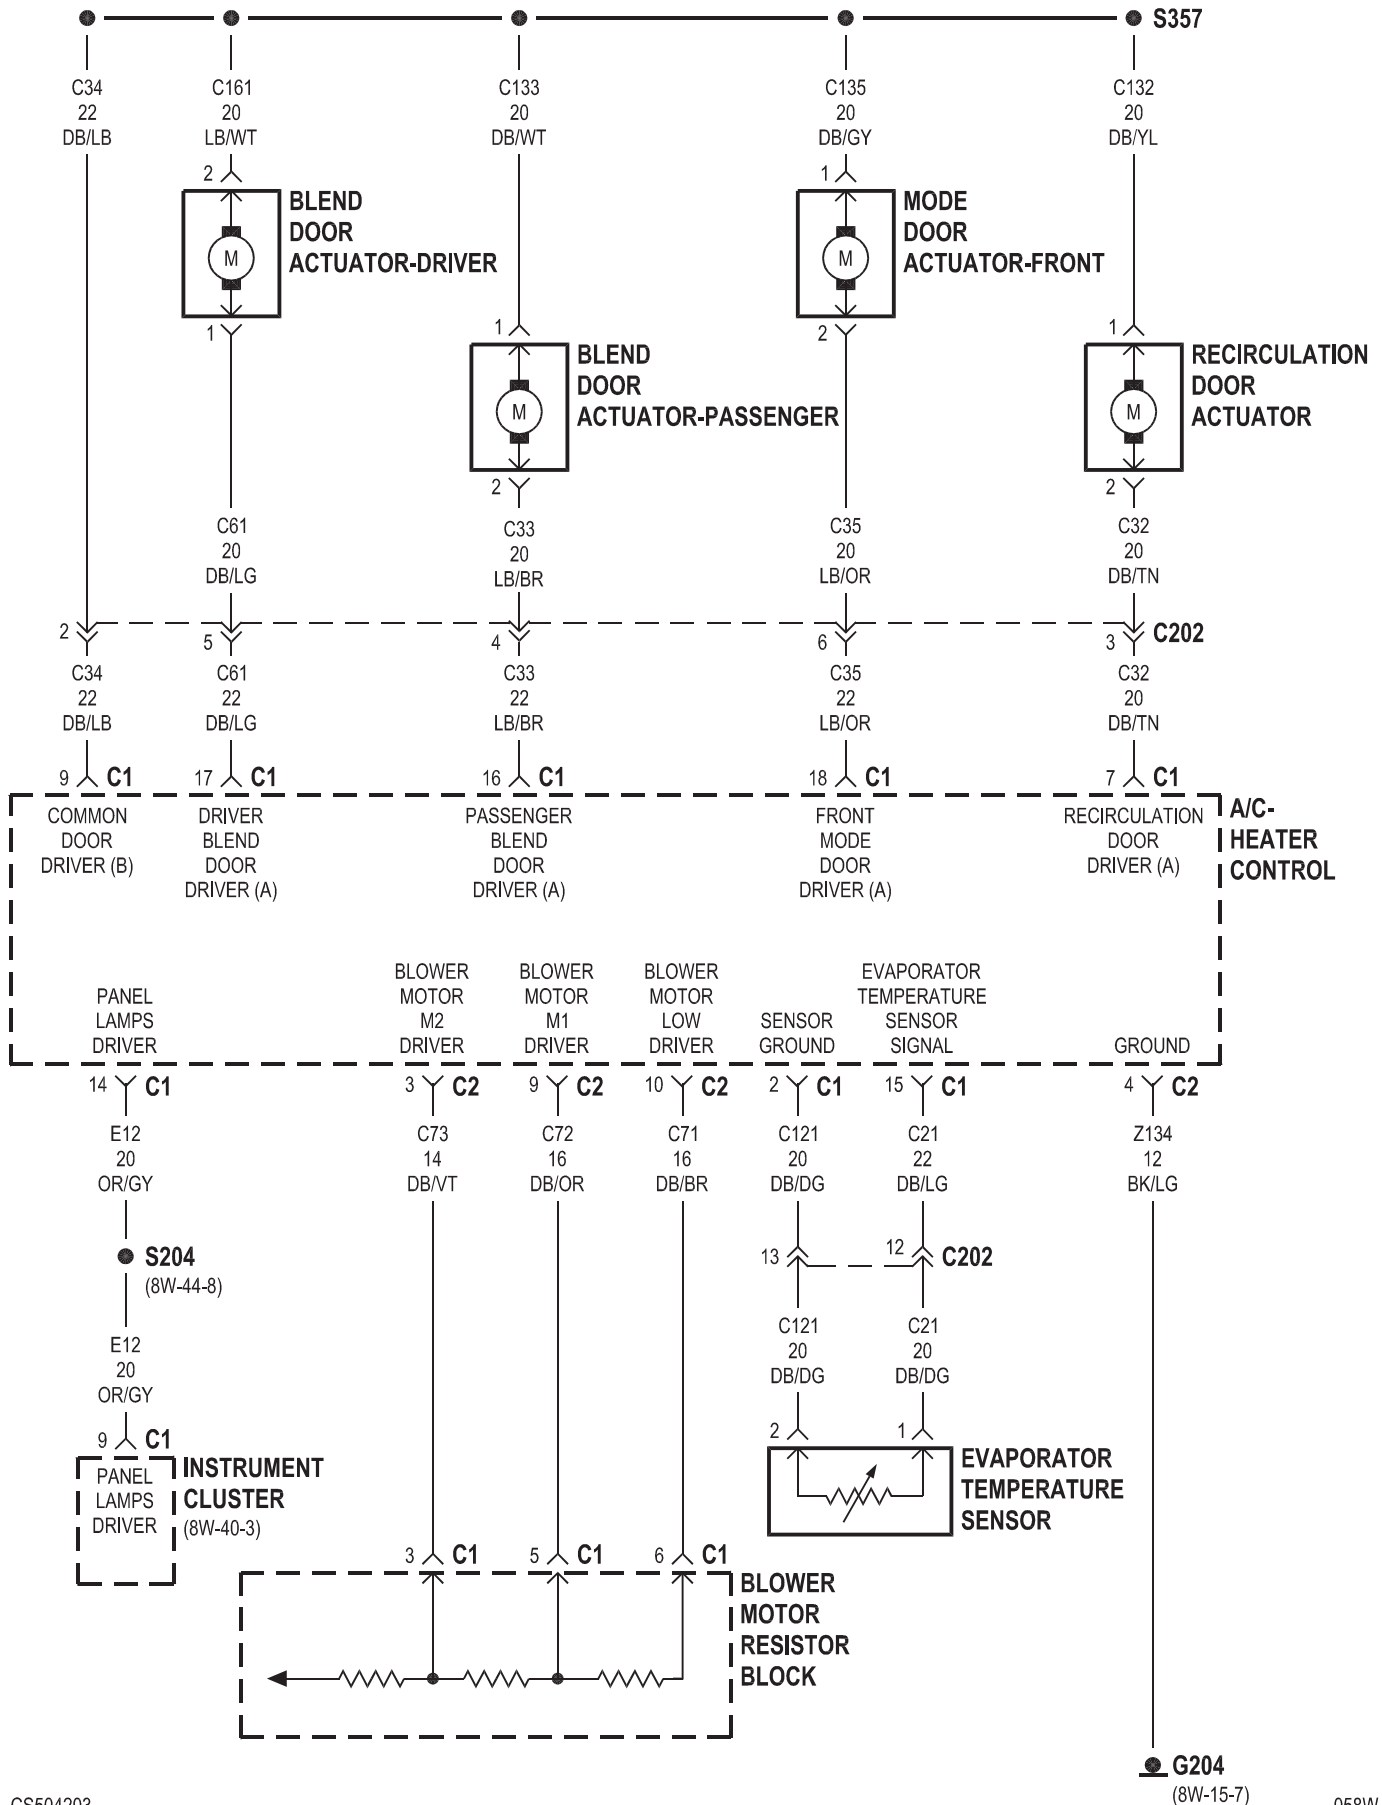 S357
C34
22
DB/LB
C161
20
LB/WT
C133
20
DB/WT
C135
20
DB/GY
C132
20
DB/YL
2
BLEND
DOOR
ACTUATOR-DRIVER
M
1
1
MODE
DOOR
ACTUATOR-FRONT
M
2
1
BLEND
DOOR
ACTUATOR-PASSENGER
M
2
1
RECIRCULATION
DOOR
ACTUATOR
M
2
C61
20
DB/LG
C33
20
LB/BR
C35
20
LB/OR
C32
20
DB/TN
2
5
4
6
3
C202
C34
22
DB/LB
C61
22
DB/LG
C33
22
LB/BR
C35
22
LB/OR
C32
20
DB/TN
9 C1
17 C1
16 C1
18 C1
7 C1
COMMON
DOOR
DRIVER (B)
DRIVER
BLEND
DOOR
DRIVER (A)
PASSENGER
BLEND
DOOR
DRIVER (A)
FRONT
MODE
DOOR
DRIVER (A)
RECIRCULATION
DOOR
DRIVER (A)
A/C-
HEATER
CONTROL
PANEL
LAMPS
DRIVER
BLOWER
MOTOR
M2
DRIVER
BLOWER
MOTOR
M1
DRIVER
BLOWER
MOTOR
LOW
DRIVER
SENSOR
GROUND
EVAPORATOR
TEMPERATURE
SENSOR
SIGNAL
GROUND
14 C1
3 C2
9 C2
10 C2
2 C1
15 C1
4 C2
E12
20
OR/GY
C73
14
DB/VT
C72
16
DB/OR
C71
16
DB/BR
C121
20
DB/DG
C21
22
DB/LG
Z134
12
BK/LG
S204
(8W-44-8)
13
12
C202
E12
20
OR/GY
C121
20
DB/DG
C21
20
DB/DG
9 C1
PANEL
LAMPS
DRIVER
INSTRUMENT
CLUSTER
(8W-40-3)
2
1
EVAPORATOR
TEMPERATURE
SENSOR
3 C1
5 C1
6 C1
BLOWER
MOTOR
RESISTOR
BLOCK
G204
(8W-15-7)
CS504203
058W